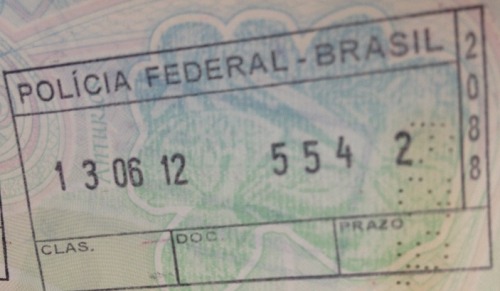 POLÍCIA FEDERAL - BRASIL
2088
13 06 12 554 2
CLAS. DOC PRAZO